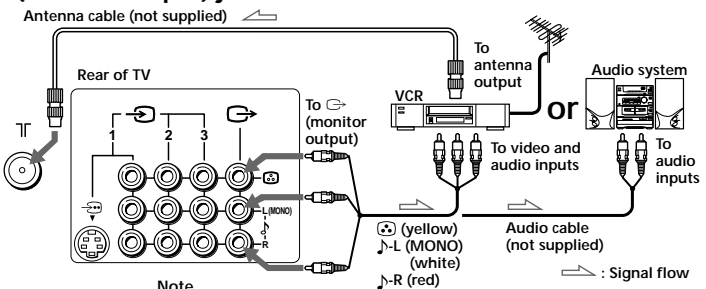 Antenna cable (not supplied)
Rear of TV
1
2
3
L(MONO)
R
To
(monitor
output)
To
antenna
output
VCR
or
Audio system
To video and
audio inputs
To
audio
inputs
(yellow)
-L (MONO)
(white)
-R (red)
Audio cable
(not supplied)
: Signal flow
Note